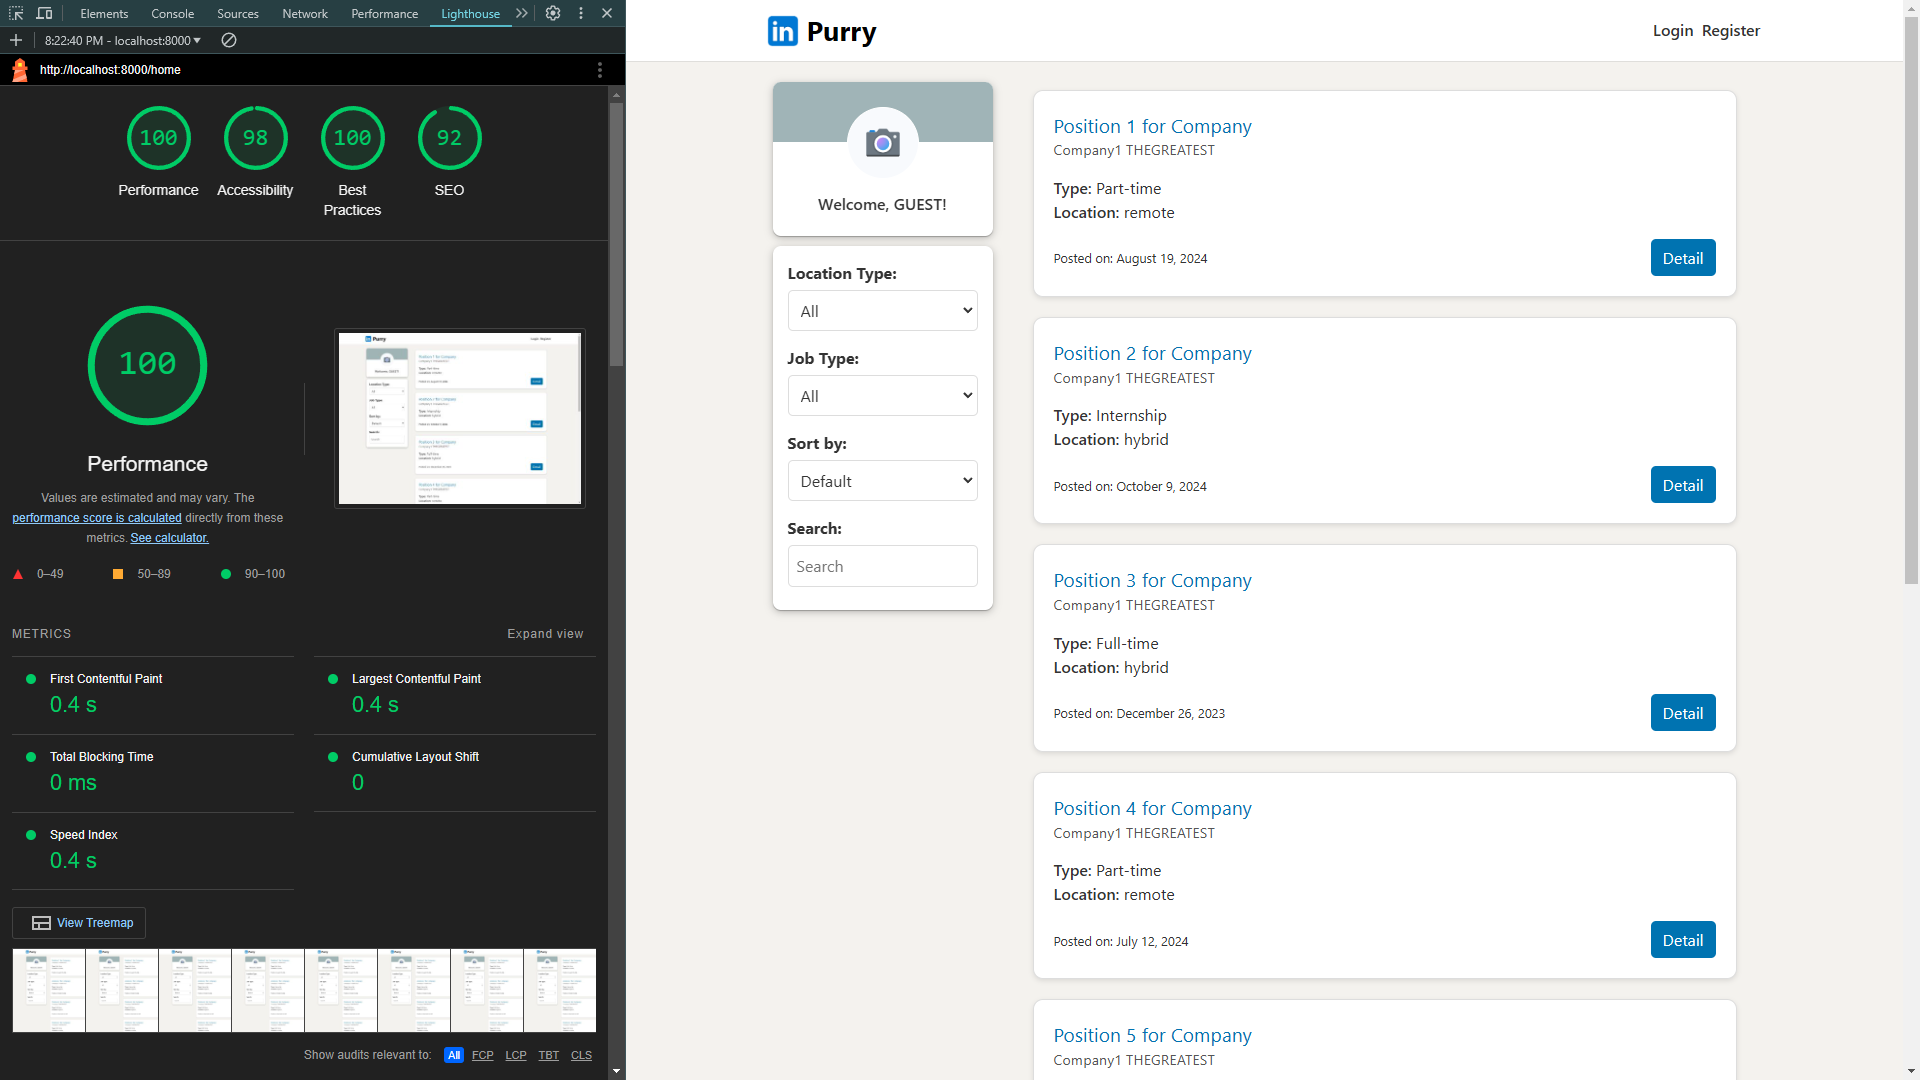 Elements Console Sources Network Performance Lighthouse
8:22:40 PM - localhost:8000
http://localhost:8000/home
100 98 100 92
Performance Accessibility Best Practices SEO
100
Performance
Values are estimated and may vary. The
performance score is calculated directly from these
metrics. See calculator.
0–49 50–89 90–100
METRICS Expand view
First Contentful Paint
0.4 s
Largest Contentful Paint
0.4 s
Total Blocking Time
0 ms
Cumulative Layout Shift
0
Speed Index
0.4 s
View Treemap
Show audits relevant to: All FCP LCP TBT CLS
in Purry
Login Register
Welcome, GUEST!
Location Type:
All
Job Type:
All
Sort by:
Default
Search:
Search
Position 1 for Company
Company1 THEGREATEST
Type: Part-time
Location: remote
Posted on: August 19, 2024
Detail
Position 2 for Company
Company1 THEGREATEST
Type: Internship
Location: hybrid
Posted on: October 9, 2024
Detail
Position 3 for Company
Company1 THEGREATEST
Type: Full-time
Location: hybrid
Posted on: December 26, 2023
Detail
Position 4 for Company
Company1 THEGREATEST
Type: Part-time
Location: remote
Posted on: July 12, 2024
Detail
Position 5 for Company
Company1 THEGREATEST